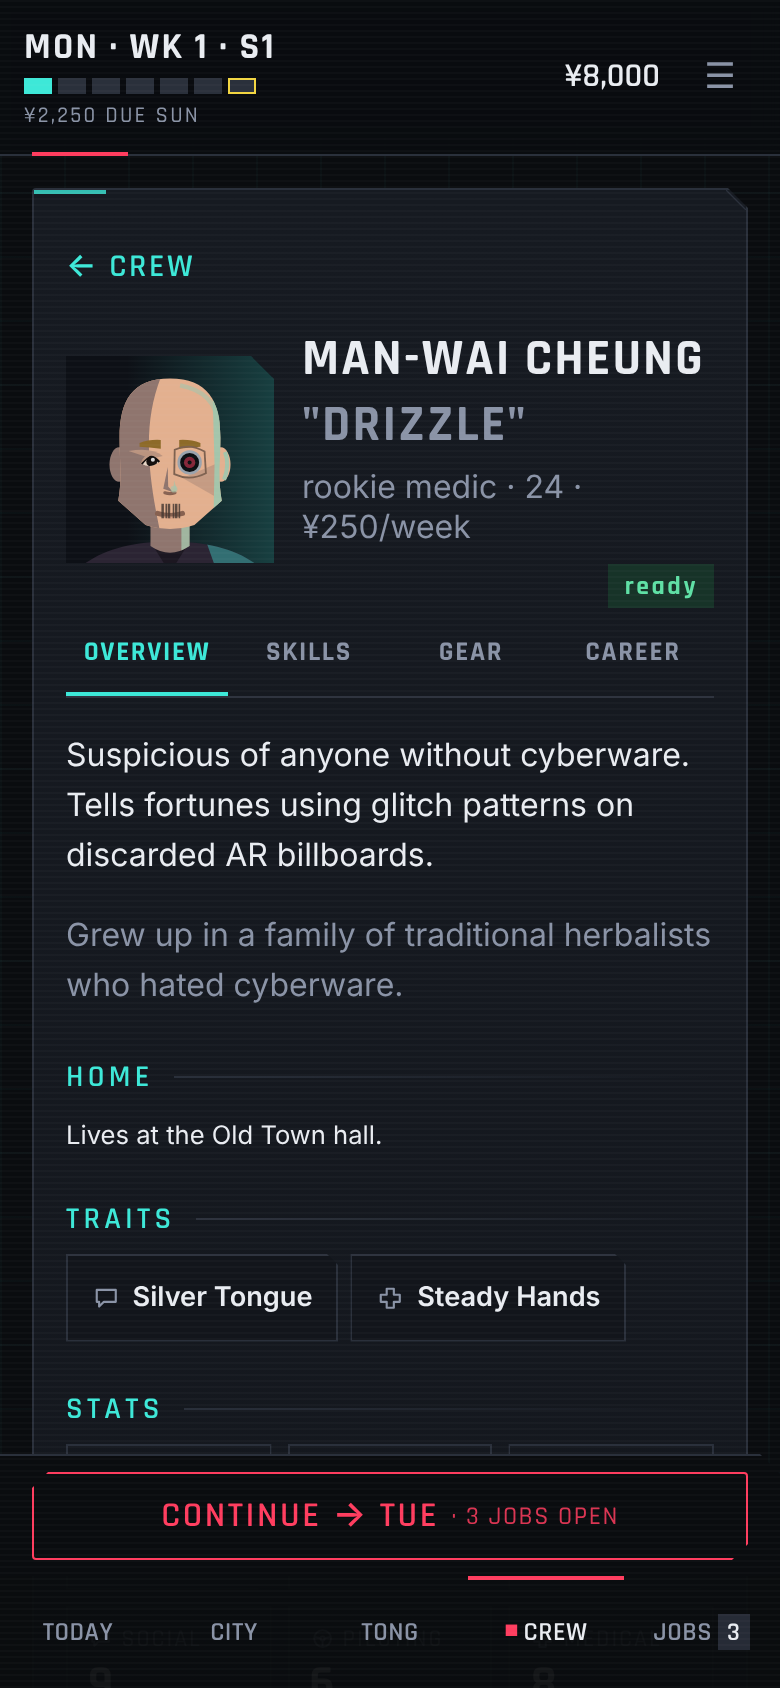 MON · WK 1 · S1
¥2,250 DUE SUN
¥8,000
← CREW
MAN-WAI CHEUNG
"DRIZZLE"
rookie medic · 24 ·
¥250/week
ready
OVERVIEW SKILLS GEAR CAREER
Suspicious of anyone without cyberware.
Tells fortunes using glitch patterns on
discarded AR billboards.
Grew up in a family of traditional herbalists
who hated cyberware.
HOME
Lives at the Old Town hall.
TRAITS
Silver Tongue Steady Hands
STATS
CONTINUE → TUE · 3 JOBS OPEN
TODAY CITY TONG CREW JOBS 3
9 6 8